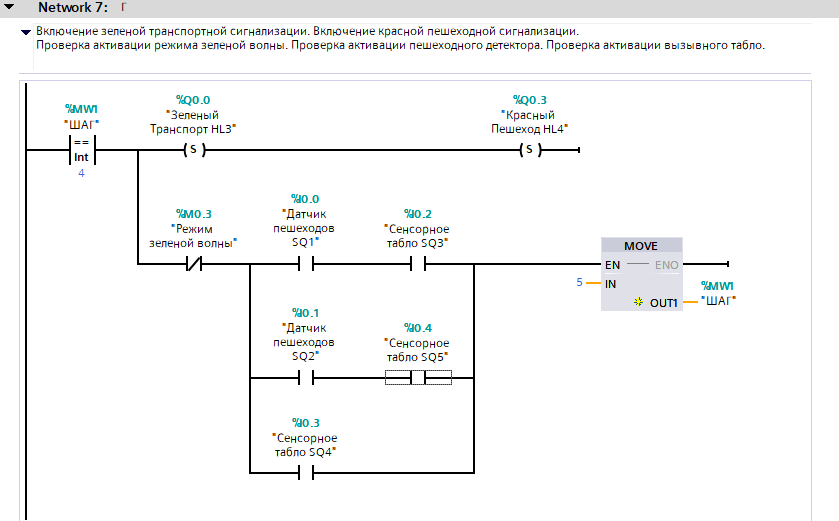 Network 7: Г
Включение зеленой транспортной сигнализации. Включение красной пешеходной сигнализации.
Проверка активации режима зеленой волны. Проверка активации пешеходного детектора. Проверка активации вызывного табло.
%MW1
"ШАГ"
==
Int
4
%Q0.0
"Зеленый
Транспорт HL3"
S
%Q0.3
"Красный
Пешеход HL4"
S
%M0.3
"Режим
зеленой волны"
%I0.0
"Датчик
пешеходов
SQ1"
%I0.2
"Сенсорное
табло SQ3"
MOVE
EN
ENO
5
IN
OUT1
%MW1
"ШАГ"
%I0.1
"Датчик
пешеходов
SQ2"
%I0.4
"Сенсорное
табло SQ5"
%I0.3
"Сенсорное
табло SQ4"